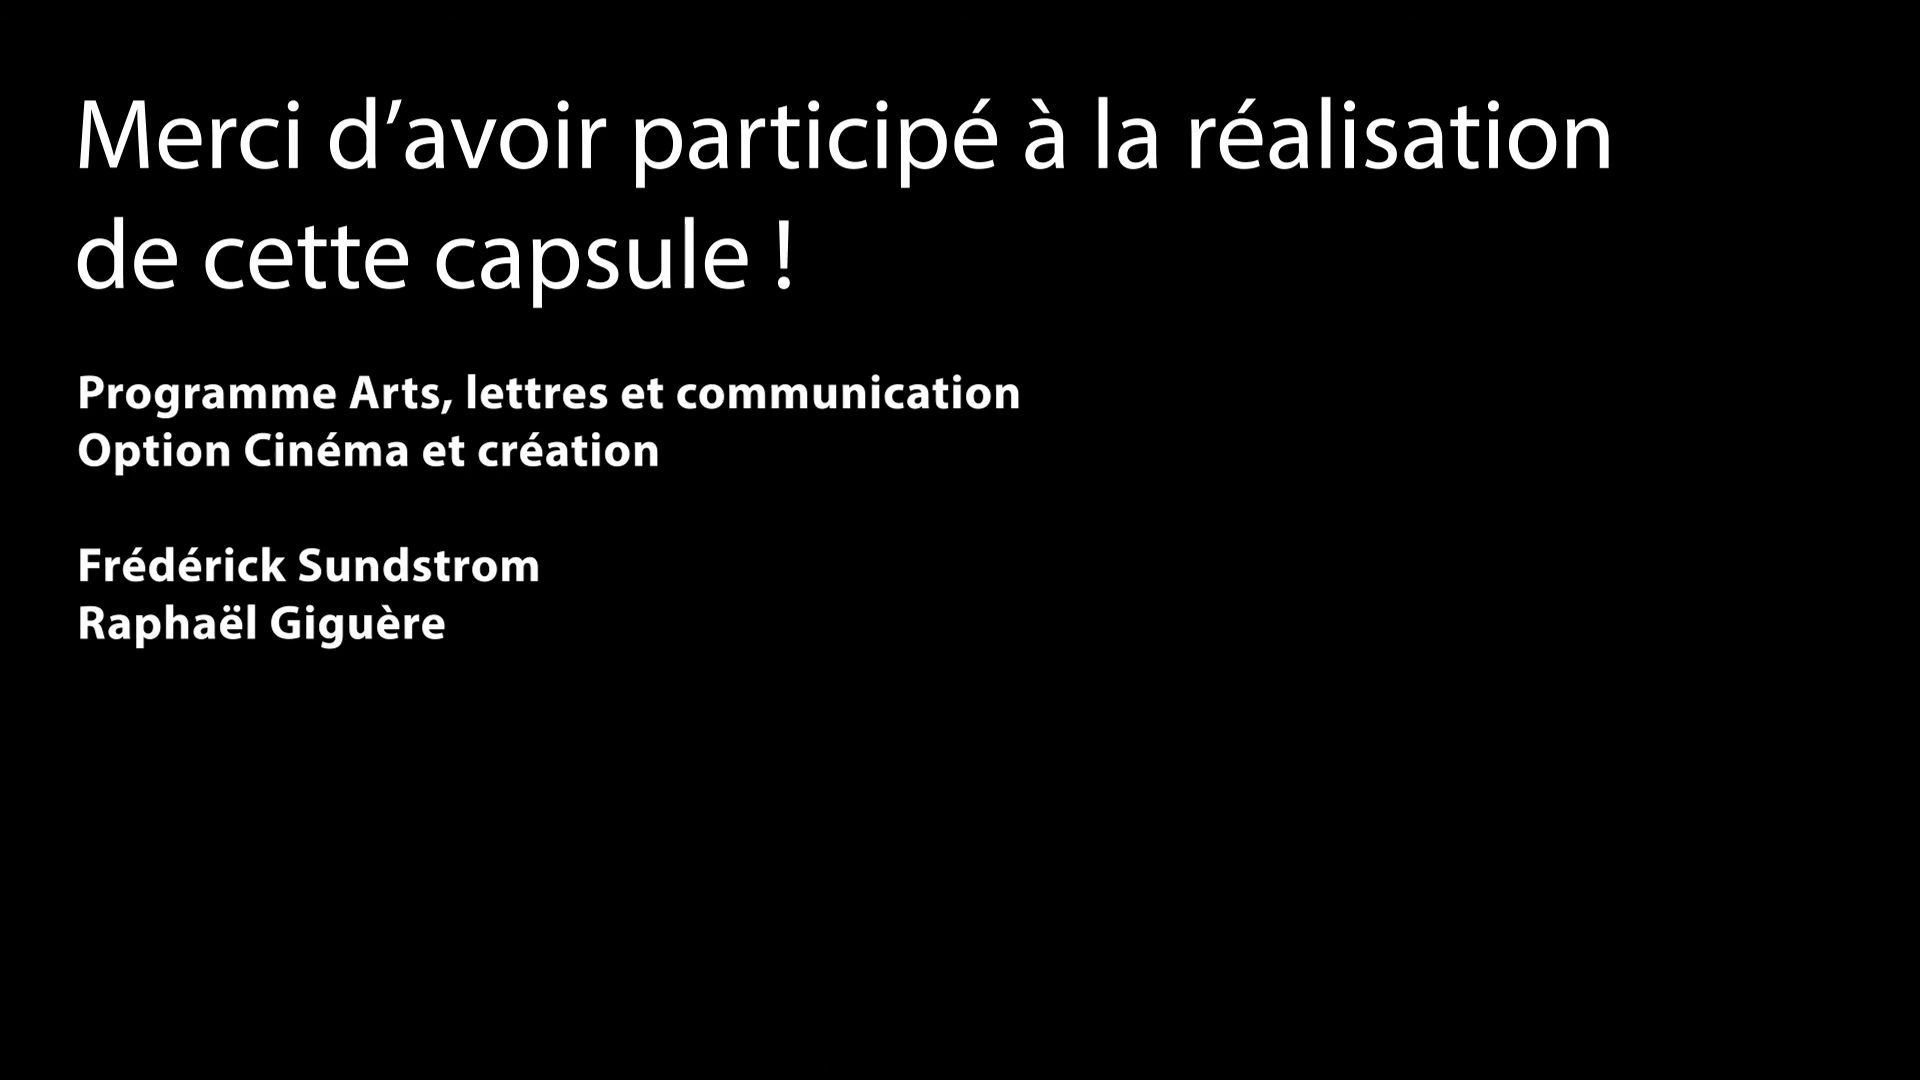 Merci d’avoir participé à la réalisation
de cette capsule !
Programme Arts, lettres et communication
Option Cinéma et création
Frédérick Sundstrom
Raphaël Giguère